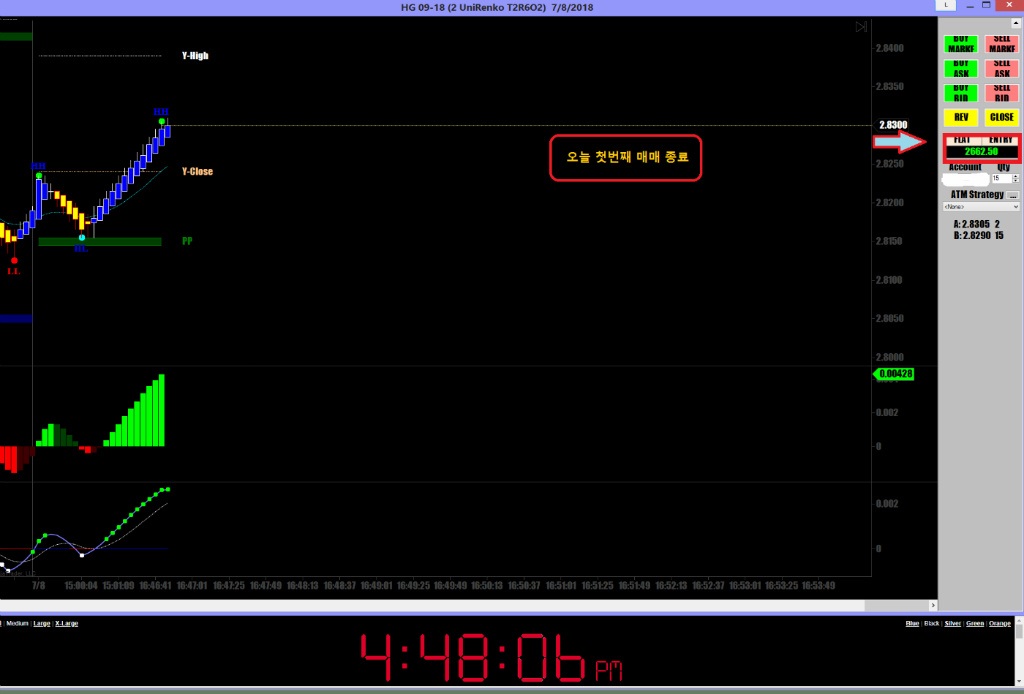 HG 09-18 (2 UniRenko T2R6O2) 7/8/2018
L
BUY MARKE
SELL MARKE
BUY ASK
SELL ASK
BUY BID
SELL BID
REV
CLOSE
FLAT ENTRY
2662.50
Account Qty
15
ATM Strategy ...
<None>
A: 2.8305 2
B: 2.8290 15
Y-High
HH
HH
Y-Close
HL
PP
LL
오늘 첫번째 매매 종료
2.8400
2.8350
2.8300
2.8250
2.8200
2.8150
2.8100
2.8050
2.8000
0.00428
0.002
0
0.002
0
7/8 15:00:04 15:01:09 16:46:41 16:47:01 16:47:25 16:47:49 16:48:13 16:48:37 16:49:01 16:49:25 16:49:49 16:50:13 16:50:37 16:51:01 16:51:25 16:51:49 16:52:13 16:52:37 16:53:01 16:53:25 16:53:49
| Medium | Large | X-Large
Blue | Black | Silver | Green | Orange
4:48:06 PM